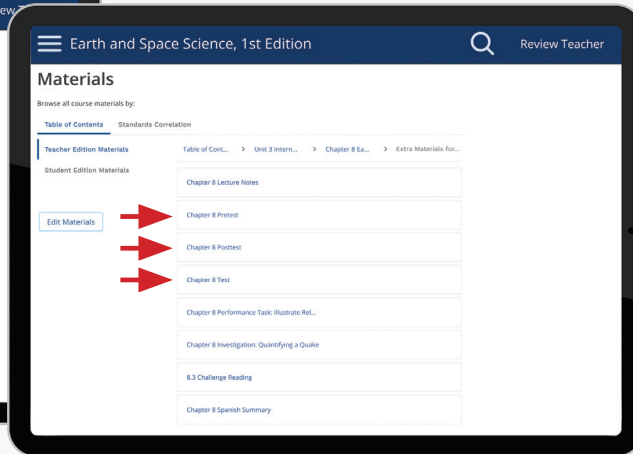 Earth and Space Science, 1st Edition
Review Teacher
Materials
Browse all course materials by:
Table of Contents Standards Correlation
Teacher Edition Materials
Student Edition Materials
Edit Materials
Table of Cont... > Unit 3 Intern... > Chapter 8 Ea... > Extra Materials for...
Chapter 8 Lecture Notes
Chapter 8 Pretest
Chapter 8 Posttest
Chapter 8 Test
Chapter 8 Performance Task: Illustrate Rel...
Chapter 8 Investigation: Quantifying a Quake
8.3 Challenge Reading
Chapter 8 Spanish Summary